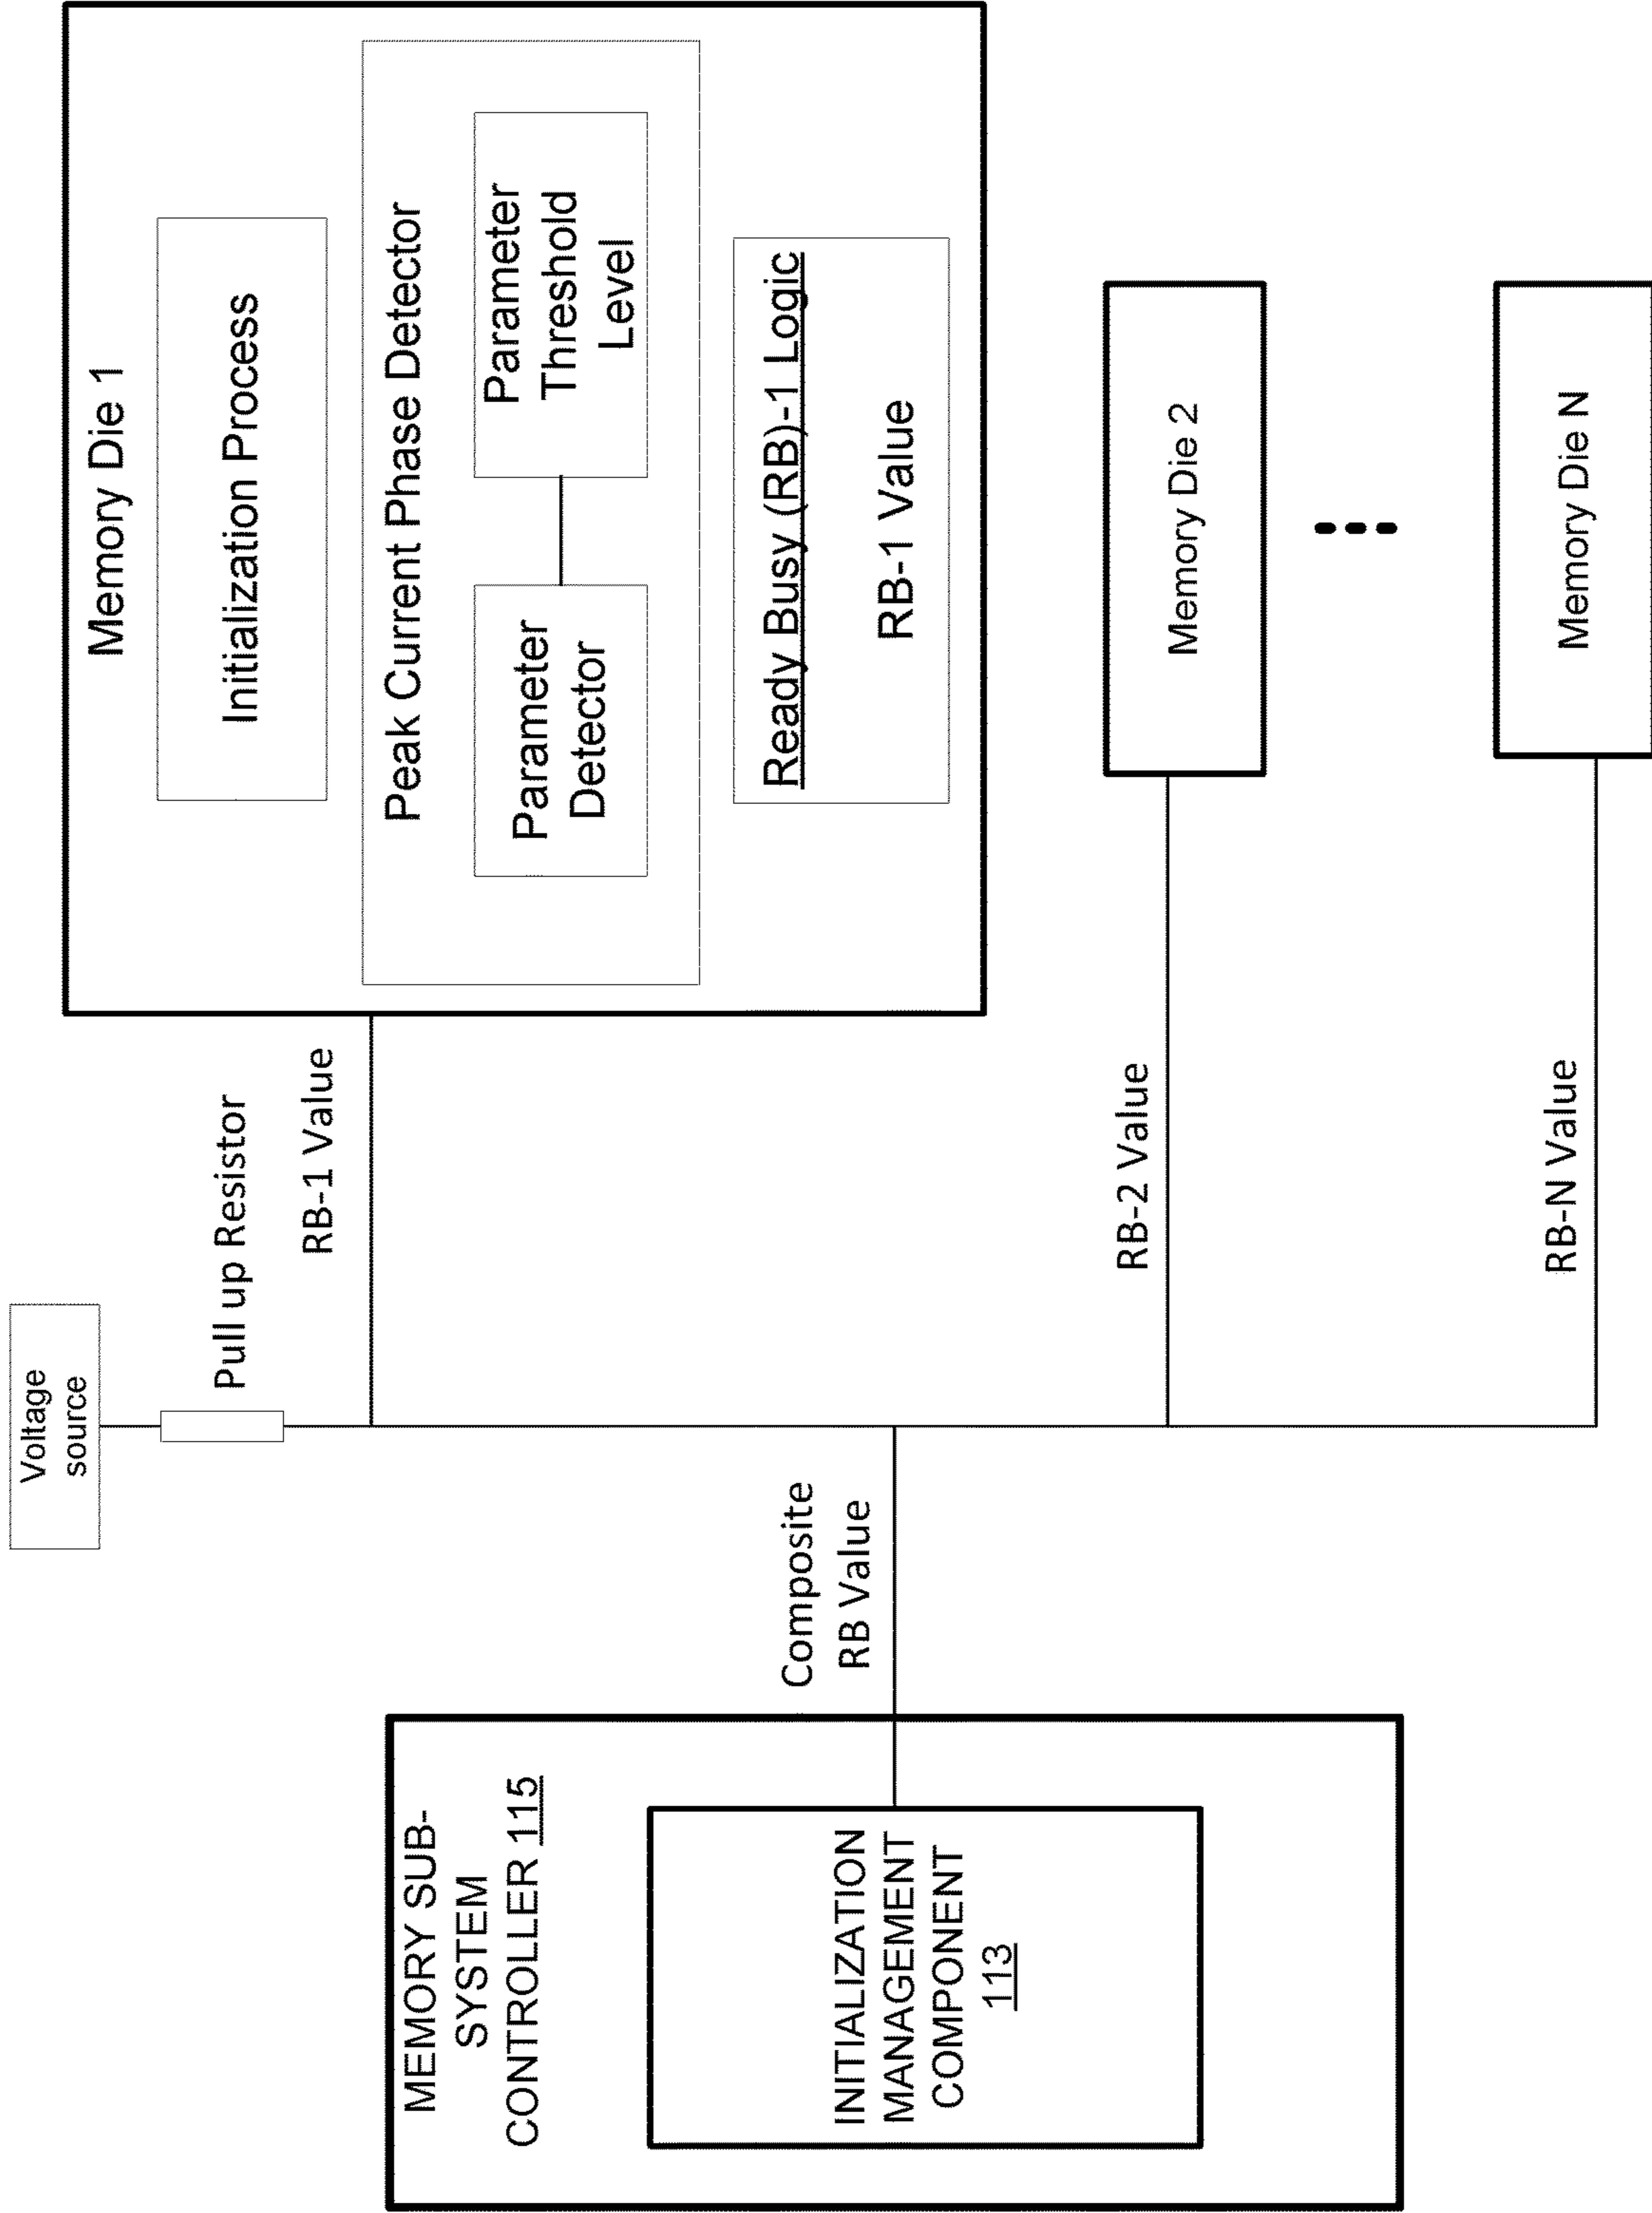 MEMORY SUB-
SYSTEM
CONTROLLER 115
INITIALIZATION
MANAGEMENT
COMPONENT
113
Composite
RB Value
Voltage
source
Pull up Resistor
RB-1 Value
RB-2 Value
RB-N Value
Memory Die 1
Initialization Process
Peak Current Phase Detector
Parameter
Detector
Parameter
Threshold
Level
Ready Busy (RB)-1 Logic
RB-1 Value
Memory Die 2
Memory Die N